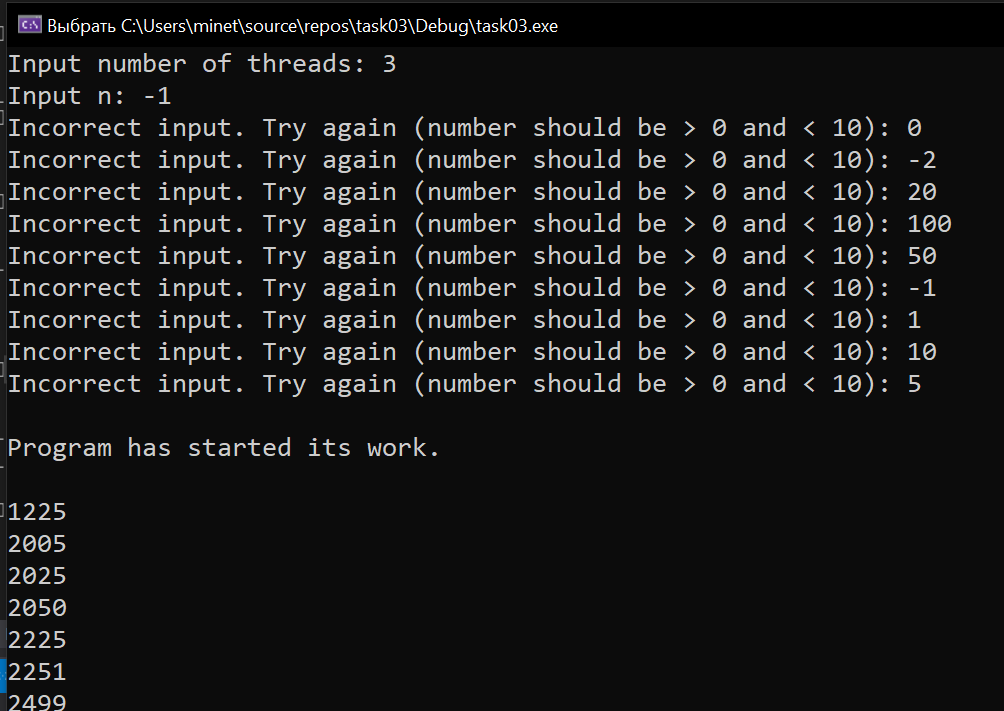 Выбрать C:\Users\minet\source\repos\task03\Debug\task03.exe
Input number of threads: 3
Input n: -1
Incorrect input. Try again (number should be > 0 and < 10): 0
Incorrect input. Try again (number should be > 0 and < 10): -2
Incorrect input. Try again (number should be > 0 and < 10): 20
Incorrect input. Try again (number should be > 0 and < 10): 100
Incorrect input. Try again (number should be > 0 and < 10): 50
Incorrect input. Try again (number should be > 0 and < 10): -1
Incorrect input. Try again (number should be > 0 and < 10): 1
Incorrect input. Try again (number should be > 0 and < 10): 10
Incorrect input. Try again (number should be > 0 and < 10): 5
Program has started its work.
1225
2005
2025
2050
2225
2251
2499